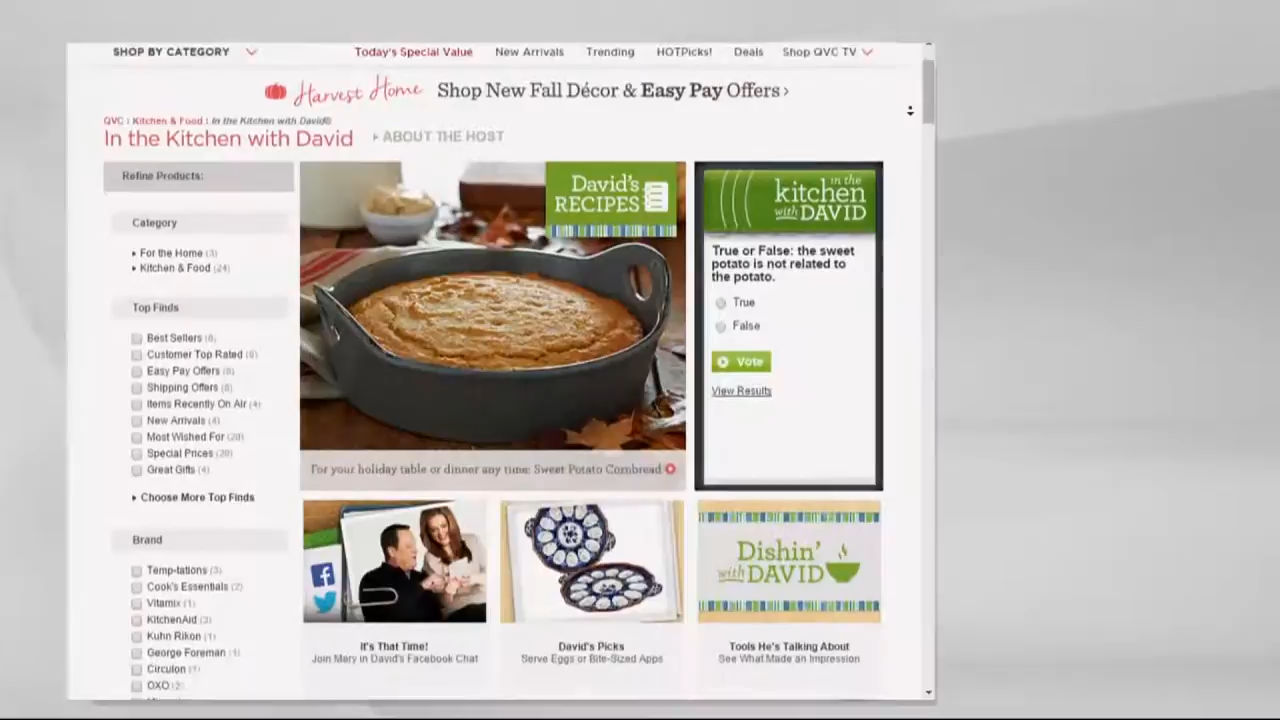 SHOP BY CATEGORY
Today's Special Value New Arrivals Trending HOTPicks! Deals Shop QVC TV
Harvest Home Shop New Fall Décor & Easy Pay Offers ›
QVC : Kitchen & Food : In the Kitchen with David®
In the Kitchen with David ABOUT THE HOST
Refine Products:
Category
For the Home (3)
Kitchen & Food (24)
Top Finds
Best Sellers
Customer Top Rated
Easy Pay Offers
Shipping Offers
Items Recently On Air (4)
New Arrivals (4)
Most Wished For (20)
Special Prices (20)
Great Gifts (4)
Choose More Top Finds
Brand
Temp-tations (3)
Cook's Essentials (2)
Vitamix (1)
KitchenAid
Kuhn Rikon (1)
George Foreman (1)
Circulon (1)
OXO (2)
David's
RECIPES
For your holiday table or dinner any time: Sweet Potato Cornbread
in the
kitchen
with DAVID
True or False: the sweet
potato is not related to
the potato.
True
False
Vote
View Results
It's That Time!
Join Mary in David's Facebook Chat
David's Picks
Serve Eggs or Bite-Sized Apps
Dishin'
with DAVID
Tools He's Talking About
See What Made an Impression